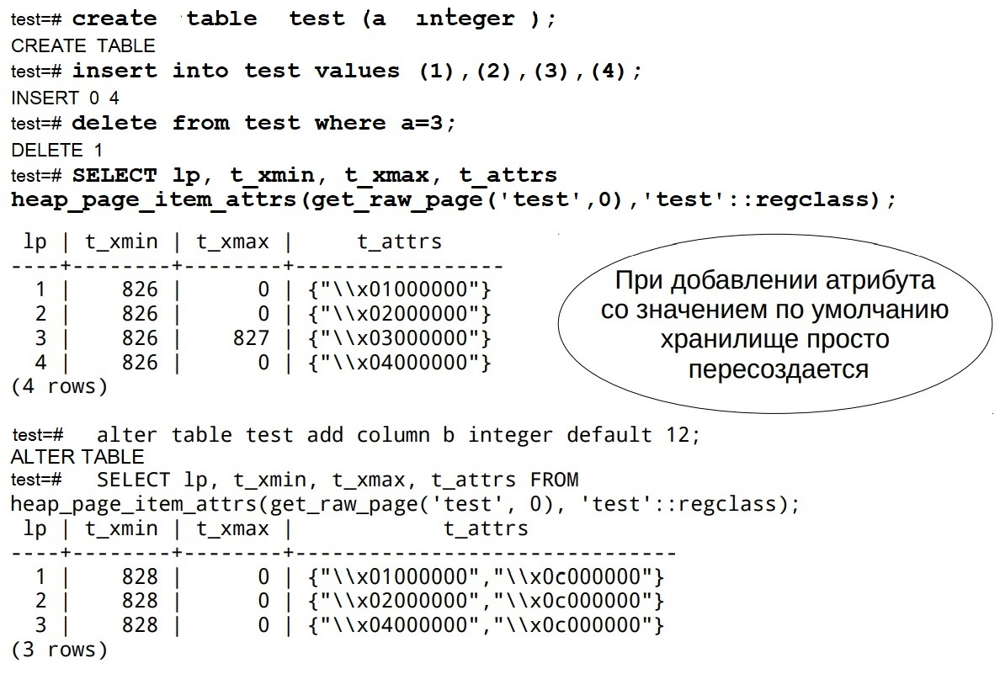 test=# create table test (a integer );
CREATE TABLE
test=# insert into test values (1),(2),(3),(4);
INSERT 0 4
test=# delete from test where a=3;
DELETE 1
test=# SELECT lp, t_xmin, t_xmax, t_attrs
heap_page_item_attrs(get_raw_page('test',0),'test'::regclass);
lp | t_xmin | t_xmax | t_attrs
----+--------+--------+-----------------
1 | 826 | 0 | {"\\x01000000"}
2 | 826 | 0 | {"\\x02000000"}
3 | 826 | 827 | {"\\x03000000"}
4 | 826 | 0 | {"\\x04000000"}
(4 rows)
При добавлении атрибута
со значением по умолчанию
хранилище просто
пересоздается
test=# alter table test add column b integer default 12;
ALTER TABLE
test=# SELECT lp, t_xmin, t_xmax, t_attrs FROM
heap_page_item_attrs(get_raw_page('test', 0), 'test'::regclass);
lp | t_xmin | t_xmax | t_attrs
----+--------+--------+-------------------------------
1 | 828 | 0 | {"\\x01000000","\\x0c000000"}
2 | 828 | 0 | {"\\x02000000","\\x0c000000"}
3 | 828 | 0 | {"\\x04000000","\\x0c000000"}
(3 rows)